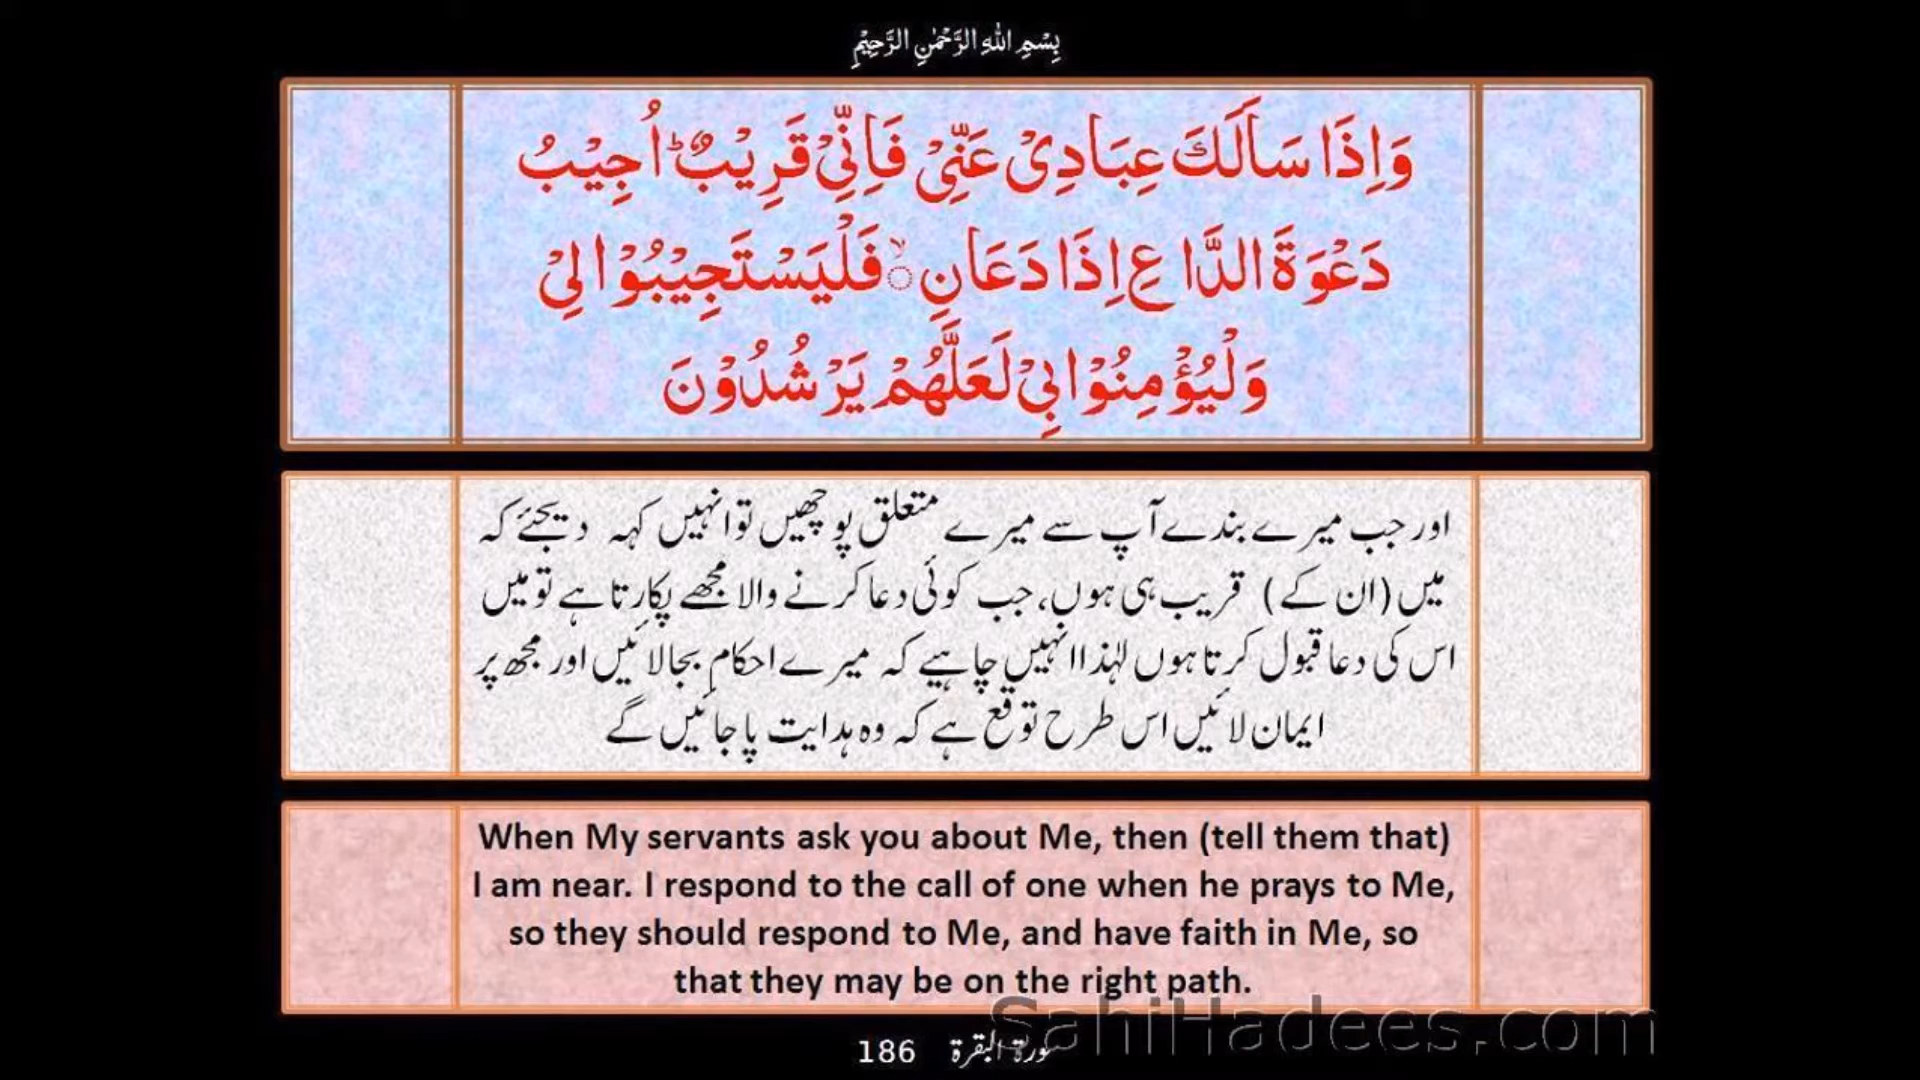 بِسْمِ اللهِ الرَّحْمٰنِ الرَّحِيْمِ
وَاِذَا سَاَلَكَ عِبَادِیْ عَنِّیْ فَاِنِّیْ قَرِیْبٌ ؕ اُجِیْبُ
دَعْوَةَ الدَّاعِ اِذَا دَعَانِ ۙ فَلْیَسْتَجِیْبُوْا لِیْ
وَلْیُؤْمِنُوْا بِیْ لَعَلَّهُمْ یَرْشُدُوْنَ
اور جب میرے بندے آپ سے میرے متعلق پوچھیں تو انہیں کہہ دیجئے کہ
میں (ان کے) قریب ہی ہوں، جب کوئی دعا کرنے والا مجھے پکارتا ہے تو میں
اس کی دعا قبول کرتا ہوں لہٰذا انہیں چاہیے کہ میرے احکام بجا لائیں اور مجھ پر
ایمان لائیں اس طرح توقع ہے کہ وہ ہدایت پا جائیں گے
When My servants ask you about Me, then (tell them that)
I am near. I respond to the call of one when he prays to Me,
so they should respond to Me, and have faith in Me, so
that they may be on the right path.
SahiHadees.com
سورة البقرة 186